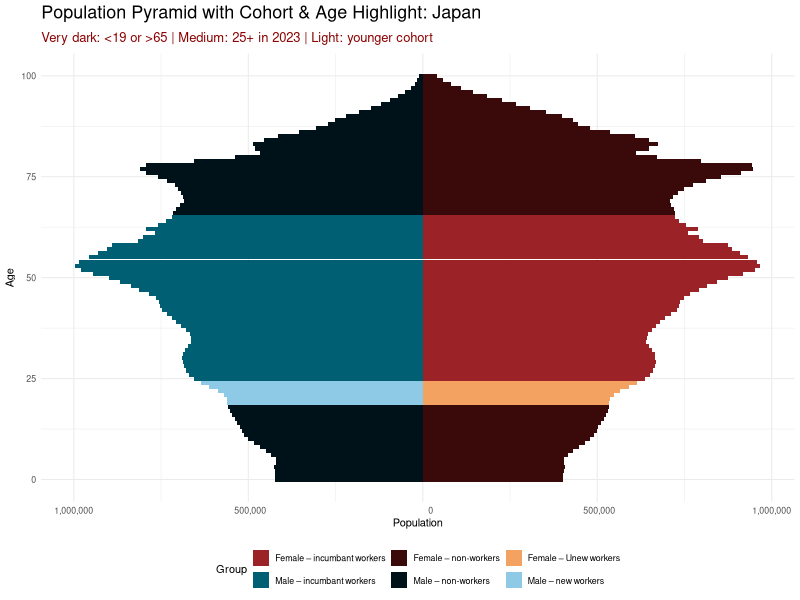 Population Pyramid with Cohort & Age Highlight: Japan
Very dark: <19 or >65 | Medium: 25+ in 2023 | Light: younger cohort
100
75
50
25
0
Age
1,000,000 500,000 0 500,000 1,000,000
Population
Group
Female – incumbant workers Female – non-workers Female – Unew workers
Male – incumbant workers Male – non-workers Male – new workers